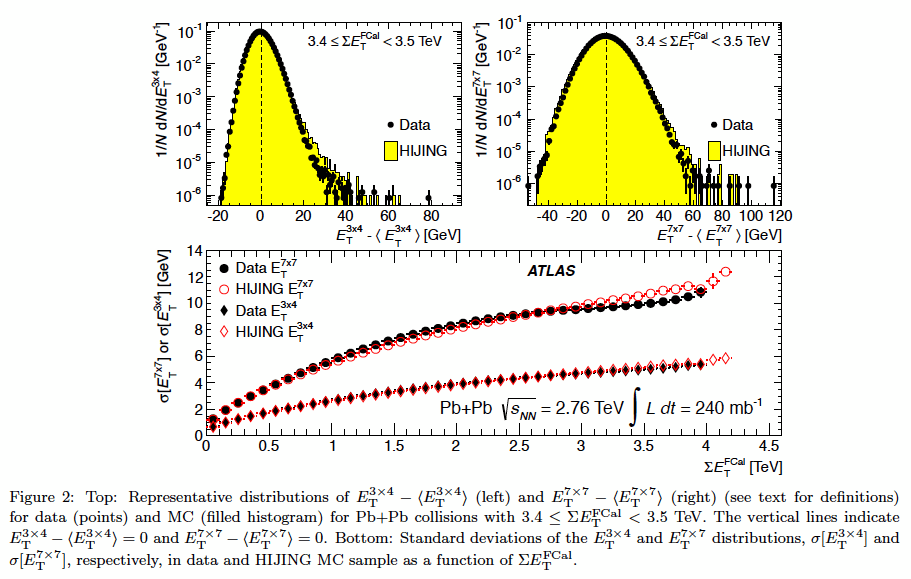 10⁻¹
10⁻²
10⁻³
10⁻⁴
10⁻⁵
10⁻⁶
1/N dN/dE_T^{3x4} [GeV⁻¹]
3.4 ≤ ΣE_T^{FCal} < 3.5 TeV
Data
HIJING
-20 0 20 40 60 80
E_T^{3x4} - ⟨ E_T^{3x4} ⟩ [GeV]
10⁻¹
10⁻²
10⁻³
10⁻⁴
10⁻⁵
10⁻⁶
1/N dN/dE_T^{7x7} [GeV⁻¹]
3.4 ≤ ΣE_T^{FCal} < 3.5 TeV
Data
HIJING
-40 -20 0 20 40 60 80 100 120
E_T^{7x7} - ⟨ E_T^{7x7} ⟩ [GeV]
14
12
10
8
6
4
2
0
σ[E_T^{7x7}] or σ[E_T^{3x4}] [GeV]
Data E_T^{7x7}
HIJING E_T^{7x7}
Data E_T^{3x4}
HIJING E_T^{3x4}
ATLAS
Pb+Pb √s_{NN} = 2.76 TeV ∫ L dt = 240 mb⁻¹
0 0.5 1 1.5 2 2.5 3 3.5 4 4.5
ΣE_T^{FCal} [TeV]
Figure 2: Top: Representative distributions of E_T^{3×4} − ⟨E_T^{3×4}⟩ (left) and E_T^{7×7} − ⟨E_T^{7×7}⟩ (right) (see text for definitions)
for data (points) and MC (filled histogram) for Pb+Pb collisions with 3.4 ≤ ΣE_T^{FCal} < 3.5 TeV. The vertical lines indicate
E_T^{3×4} − ⟨E_T^{3×4}⟩ = 0 and E_T^{7×7} − ⟨E_T^{7×7}⟩ = 0. Bottom: Standard deviations of the E_T^{3×4} and E_T^{7×7} distributions, σ[E_T^{3×4}] and
σ[E_T^{7×7}], respectively, in data and HIJING MC sample as a function of ΣE_T^{FCal}.